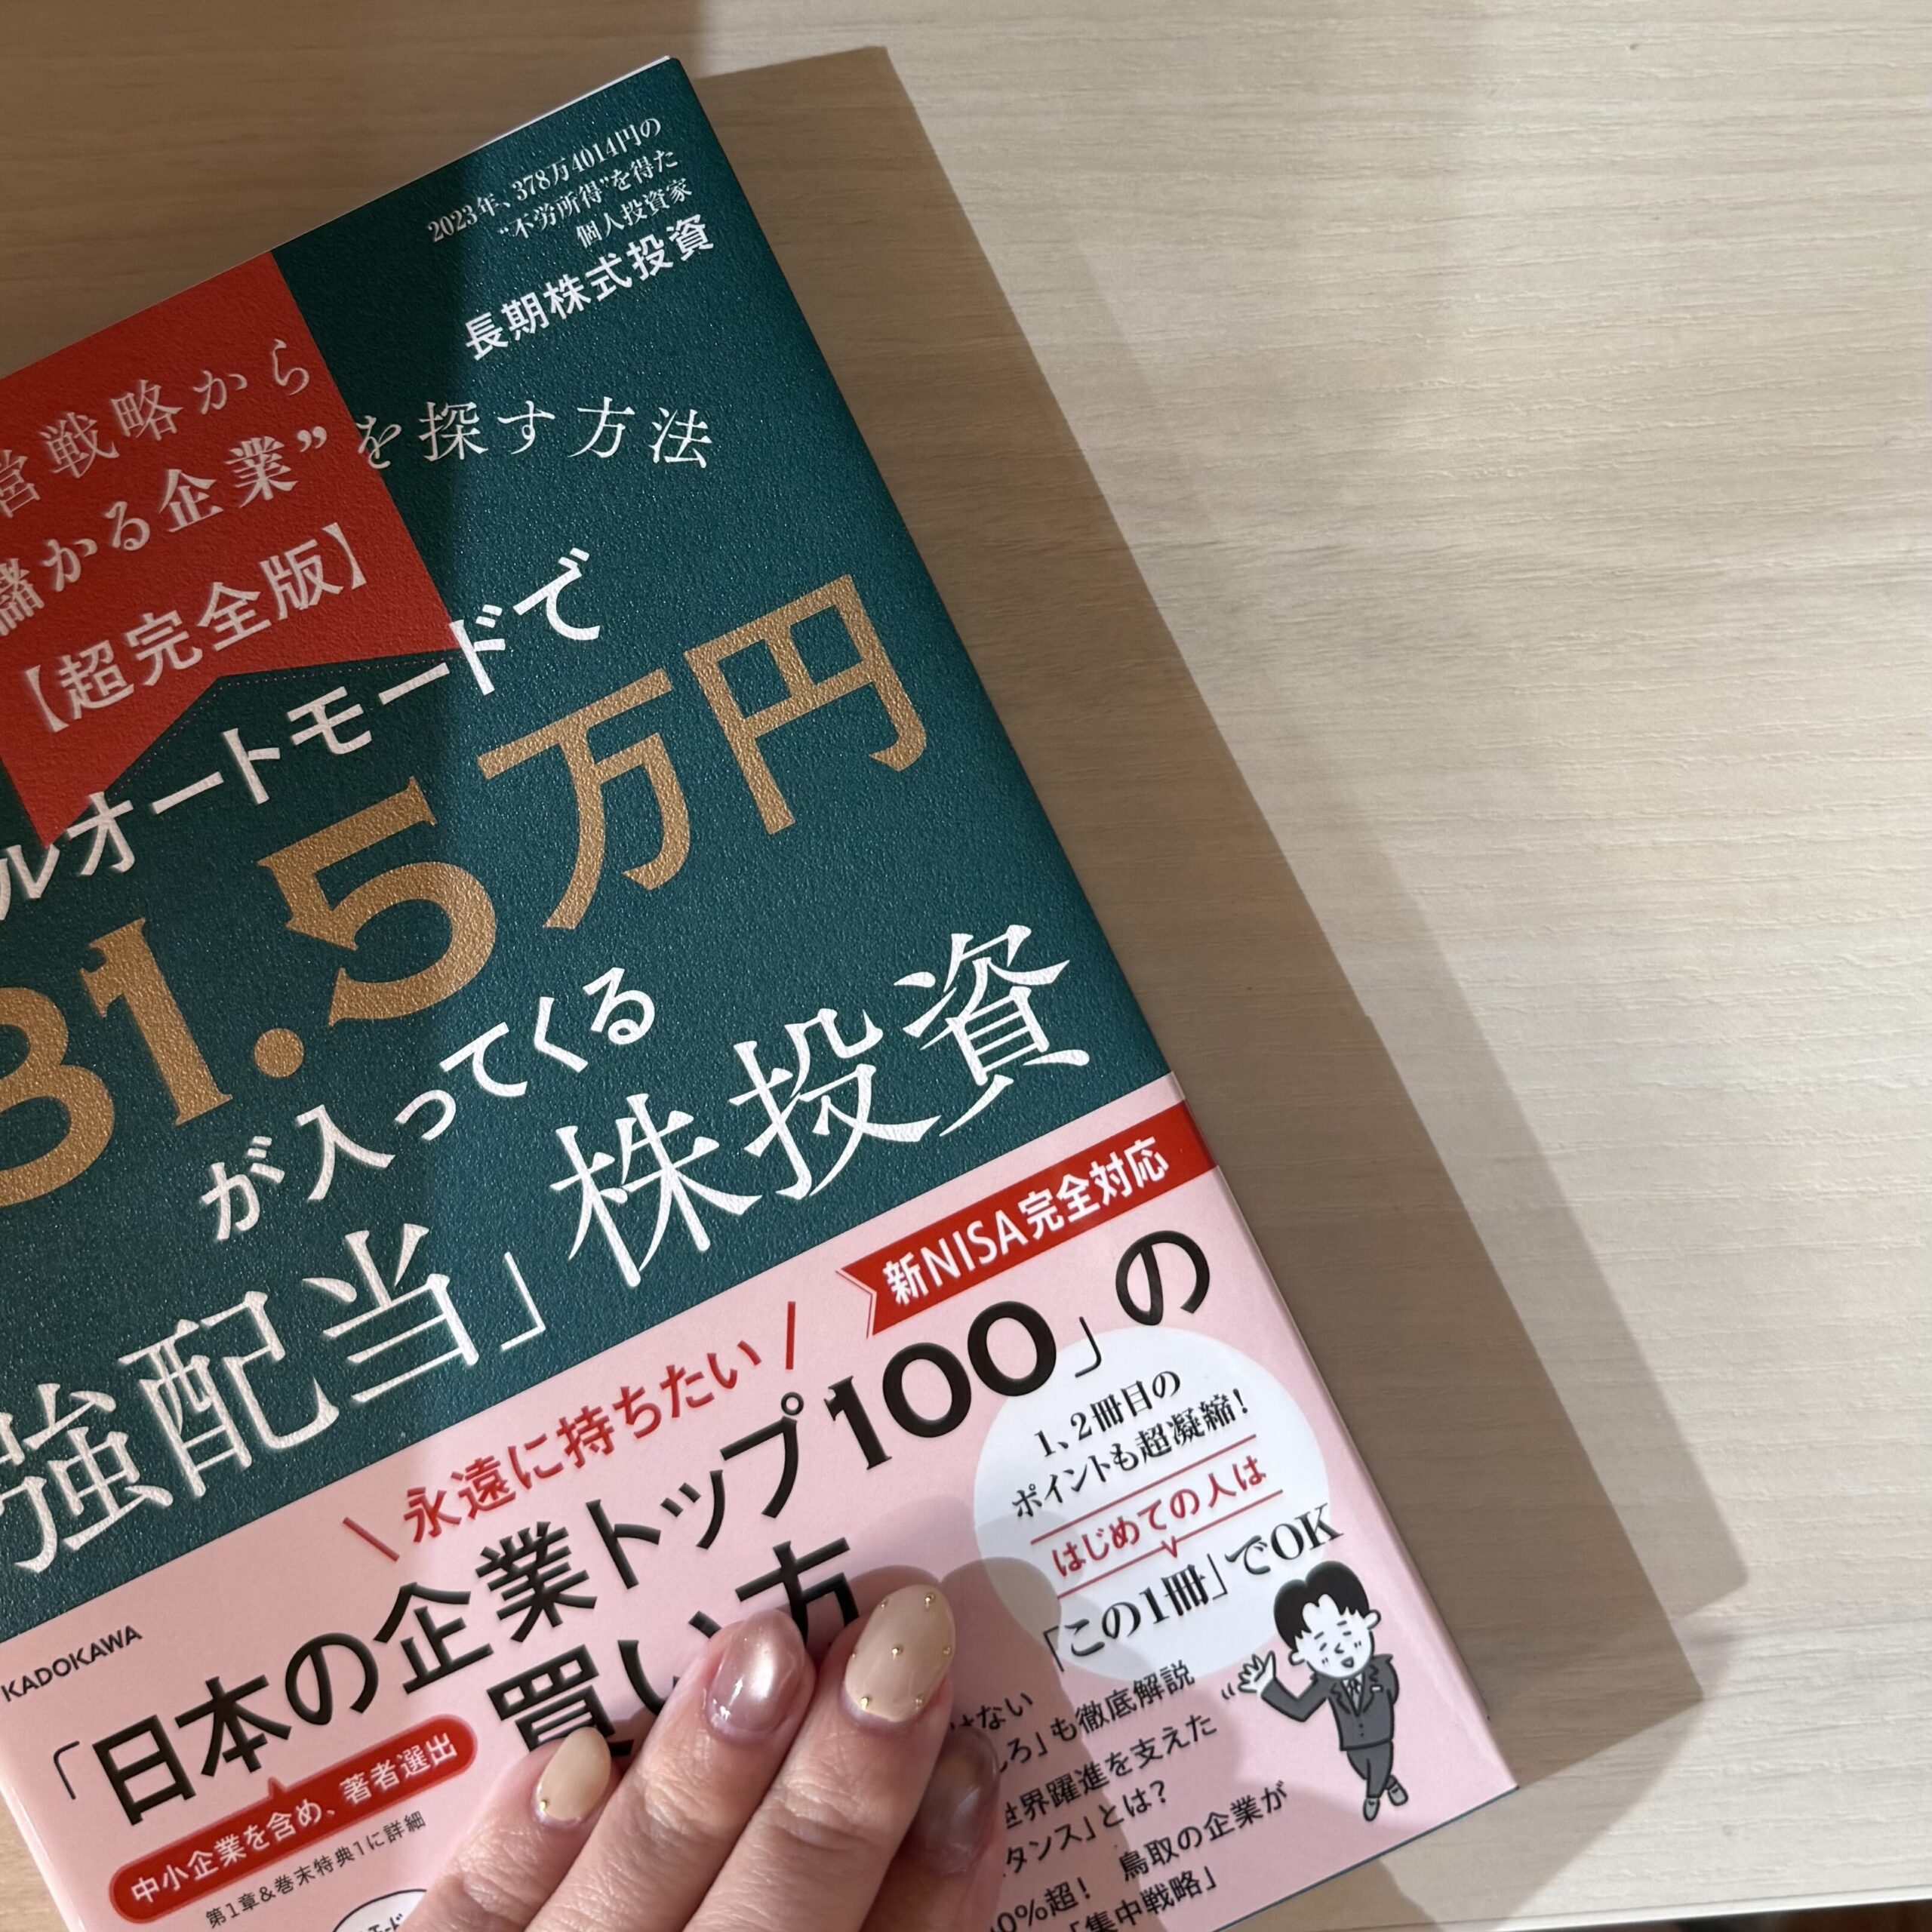 2023年、378万4014円の
“不労所得”を得た
個人投資家
長期株式投資
営戦略から
儲かる企業”を探す方法
【超完全版】
ルオートモードで
31.5万円
が入ってくる
強配当」株投資
新NISA完全対応
\ 永遠に持ちたい /
「日本の企業トップ100」の
買い方
KADOKAWA
中小企業を含め、著者選出
第1章&巻末特典1に詳細
1、2冊目の
ポイントも超凝縮!
はじめての人は
「この1冊」でOK
けない
ろ」も徹底解説
世界躍進を支えた
タンス」とは?
0%超! 鳥取の企業が
「集中戦略」